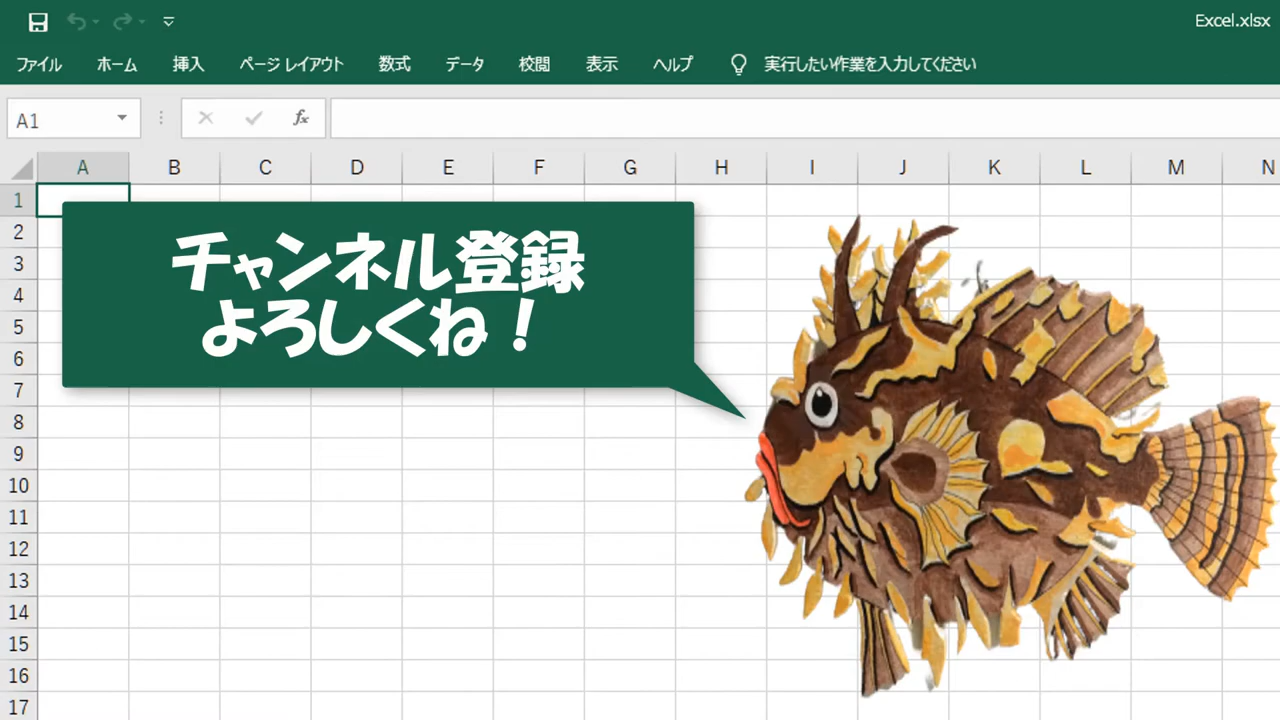 Excel.xlsx
ファイル ホーム 挿入 ページ レイアウト 数式 データ 校閲 表示 ヘルプ 実行したい作業を入力してください
A1 fx
A B C D E F G H I J K L M N
1
2
3
4
5
6
7
8
9
10
11
12
13
14
15
16
17
チャンネル登録
よろしくね！